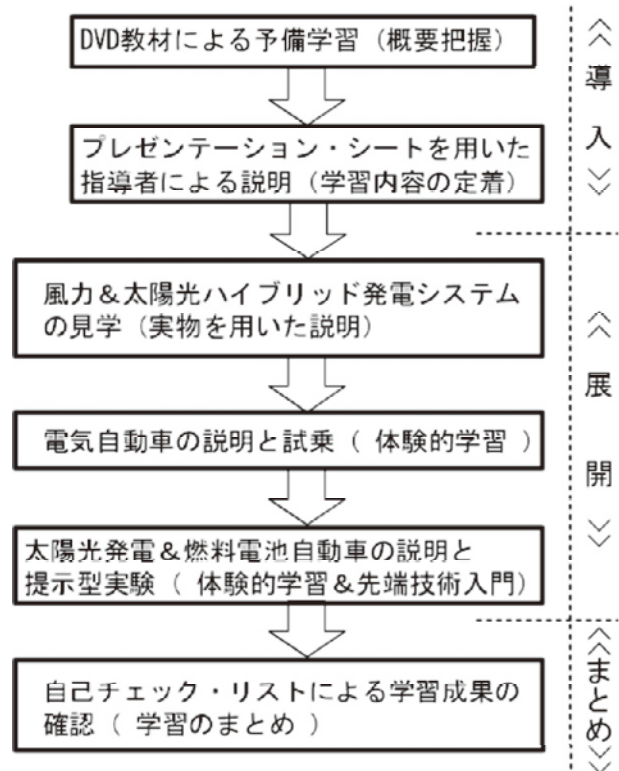 DVD教材による予備学習（概要把握）
プレゼンテーション・シートを用いた
指導者による説明（学習内容の定着）
《導入》
風力＆太陽光ハイブリッド発電システム
の見学（実物を用いた説明）
電気自動車の説明と試乗（ 体験的学習 ）
太陽光発電＆燃料電池自動車の説明と
提示型実験（ 体験的学習＆先端技術入門）
《展開》
自己チェック・リストによる学習成果の
確認（ 学習のまとめ ）
《まとめ》